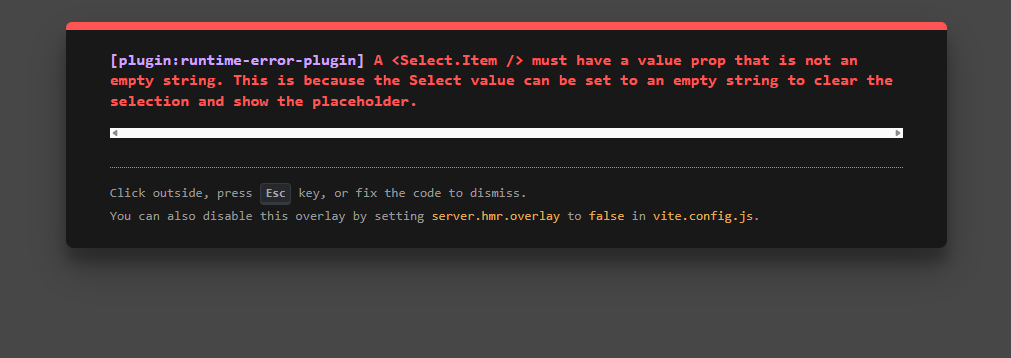 [plugin:runtime-error-plugin] A <Select.Item /> must have a value prop that is not an
empty string. This is because the Select value can be set to an empty string to clear the
selection and show the placeholder.
Click outside, press Esc key, or fix the code to dismiss.
You can also disable this overlay by setting server.hmr.overlay to false in vite.config.js.